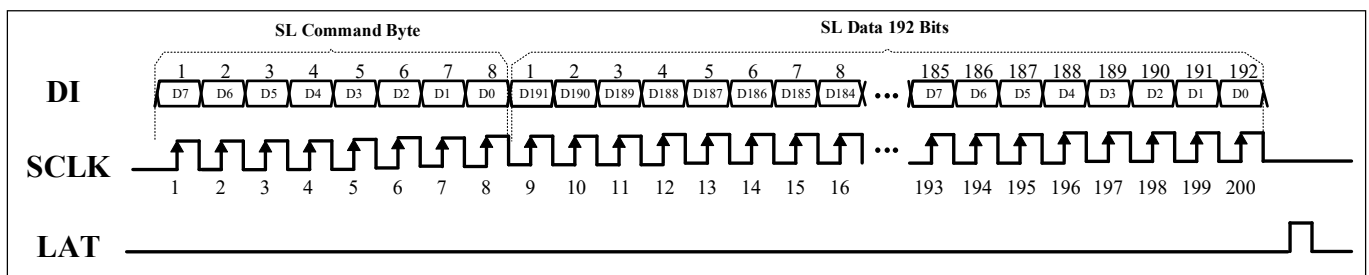 SL Command Byte SL Data 192 Bits
1 2 3 4 5 6 7 8 1 2 3 4 5 6 7 8 185 186 187 188 189 190 191 192
DI D7 D6 D5 D4 D3 D2 D1 D0 D191 D190 D189 D188 D187 D186 D185 D184 ... D7 D6 D5 D4 D3 D2 D1 D0
SCLK ...
1 2 3 4 5 6 7 8 9 10 11 12 13 14 15 16 193 194 195 196 197 198 199 200
LAT